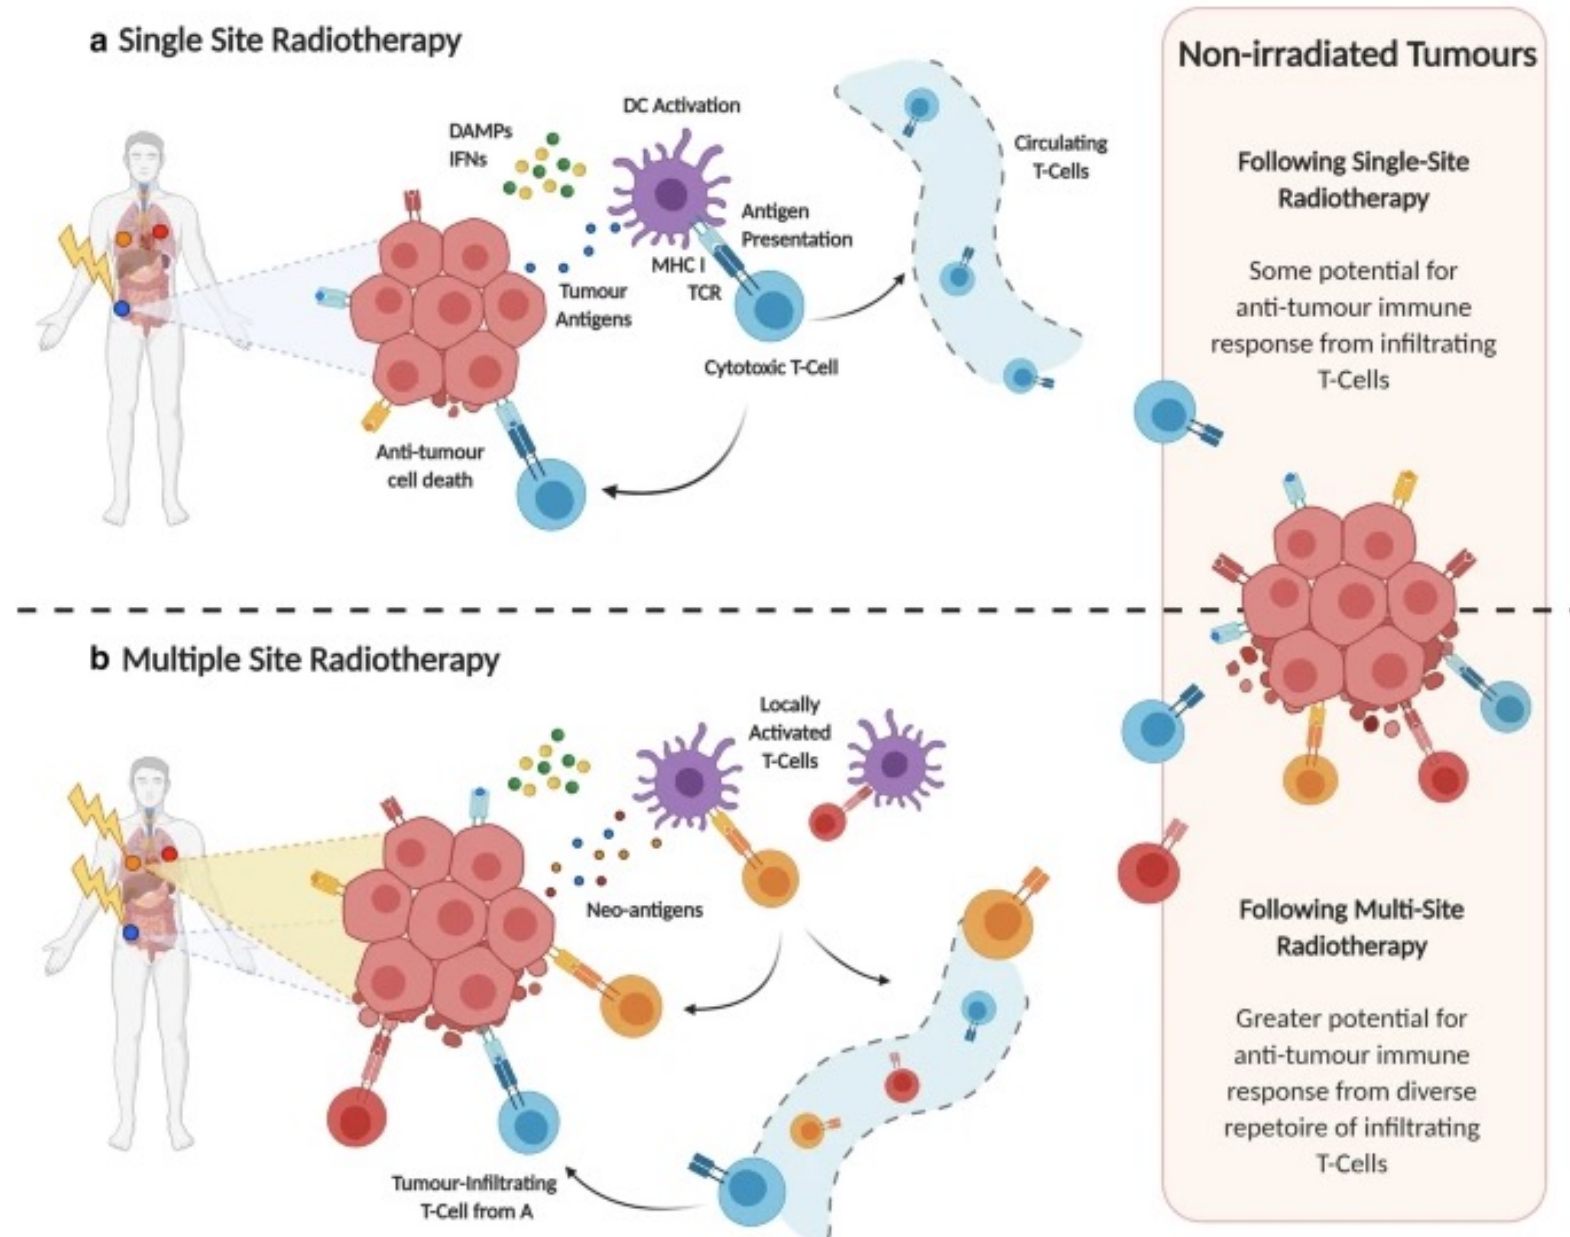 a Single Site Radiotherapy
DAMPs
IFNs
DC Activation
Antigen
Presentation
MHC I
TCR
Tumour
Antigens
Cytotoxic T-Cell
Anti-tumour
cell death
Circulating
T-Cells
Non-irradiated Tumours
Following Single-Site
Radiotherapy
Some potential for
anti-tumour immune
response from infiltrating
T-Cells
b Multiple Site Radiotherapy
Locally
Activated
T-Cells
Neo-antigens
Tumour-Infiltrating
T-Cell from A
Following Multi-Site
Radiotherapy
Greater potential for
anti-tumour immune
response from diverse
repetoire of infiltrating
T-Cells